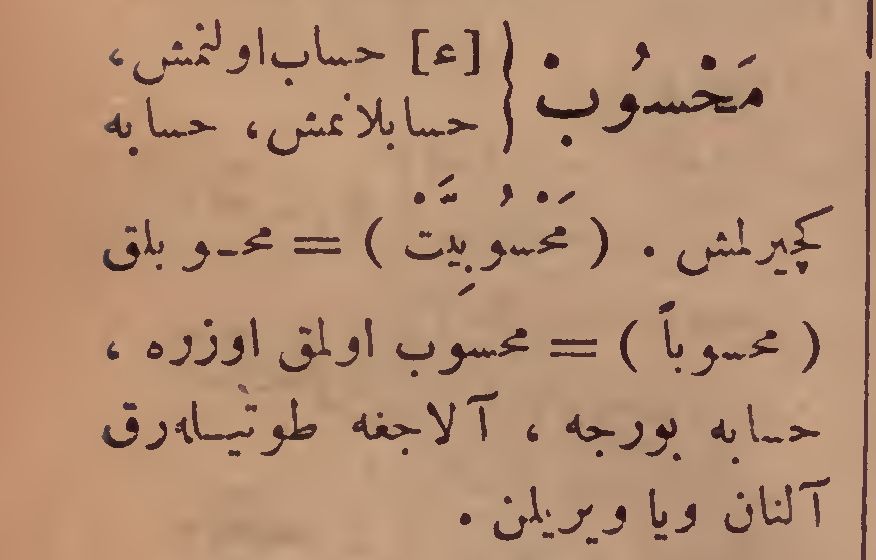 مَحْسُوبْ [ع] حساب اولنمش،
حسابلانمش، حسابه
كچيرلمش . ( مَحْسُوبِيَّتْ ) = محسوبلق
( محسوباً ) = محسوب اولمق اوزره ،
حسابه بورجه ، آلاجغه طوتيله‌رق
آلنان ويا ويريلن .